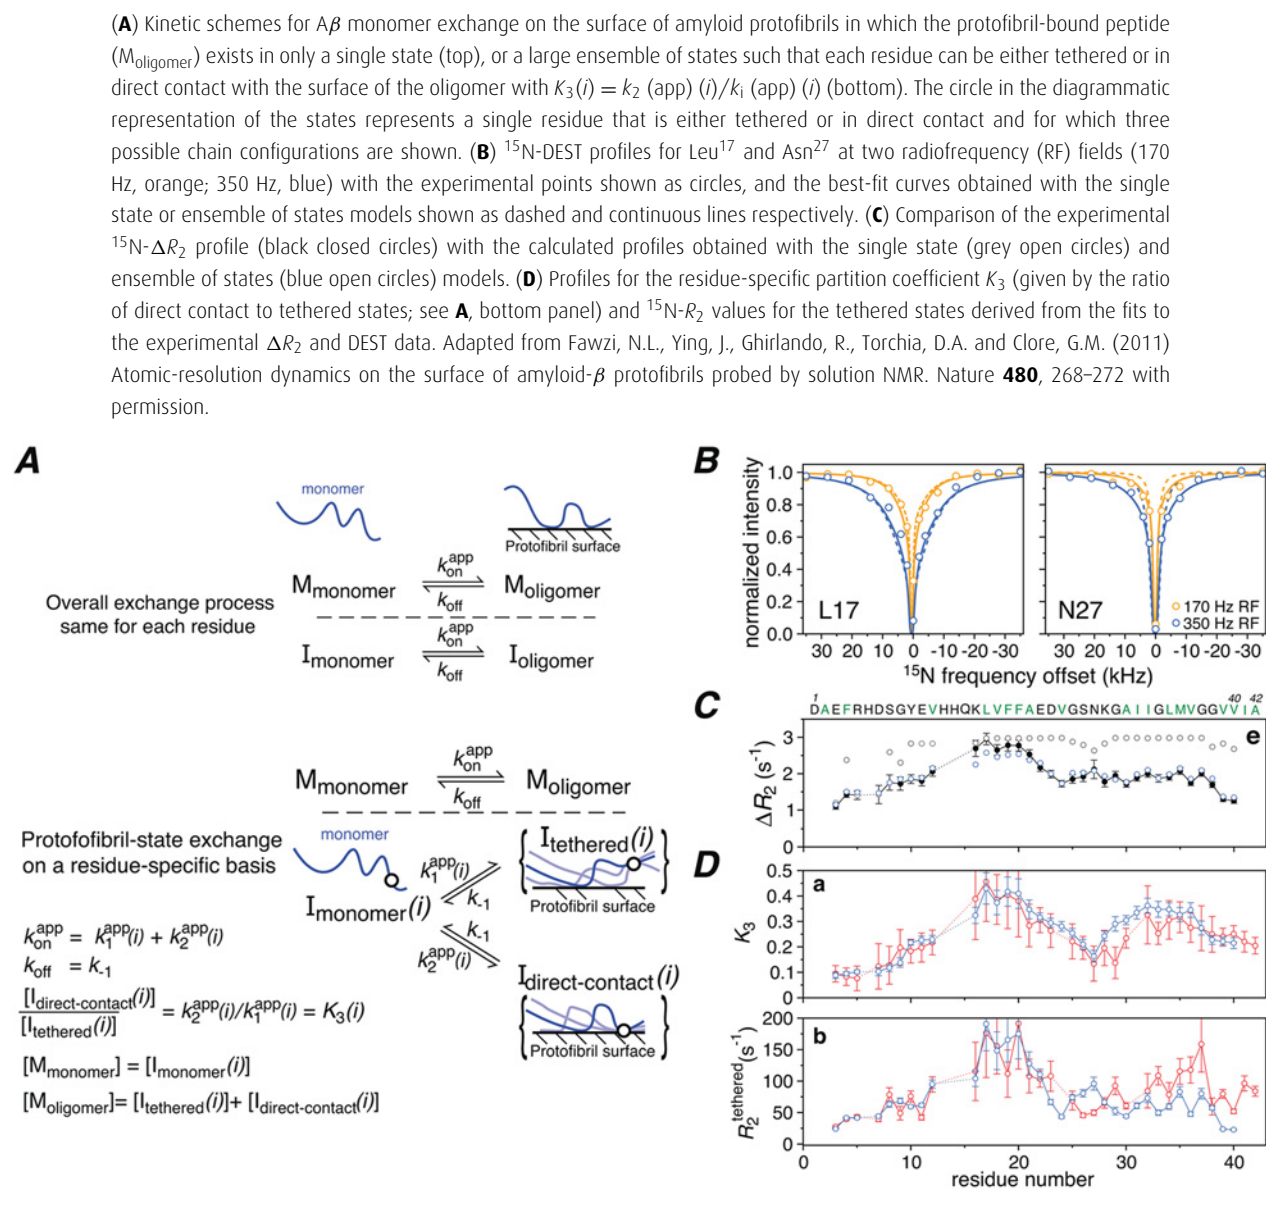 (A) Kinetic schemes for Aβ monomer exchange on the surface of amyloid protofibrils in which the protofibril-bound peptide
(Moligomer) exists in only a single state (top), or a large ensemble of states such that each residue can be either tethered or in
direct contact with the surface of the oligomer with K3(i) = k2 (app) (i)/ki (app) (i) (bottom). The circle in the diagrammatic
representation of the states represents a single residue that is either tethered or in direct contact and for which three
possible chain configurations are shown. (B) 15N-DEST profiles for Leu17 and Asn27 at two radiofrequency (RF) fields (170
Hz, orange; 350 Hz, blue) with the experimental points shown as circles, and the best-fit curves obtained with the single
state or ensemble of states models shown as dashed and continuous lines respectively. (C) Comparison of the experimental
15N-ΔR2 profile (black closed circles) with the calculated profiles obtained with the single state (grey open circles) and
ensemble of states (blue open circles) models. (D) Profiles for the residue-specific partition coefficient K3 (given by the ratio
of direct contact to tethered states; see A, bottom panel) and 15N-R2 values for the tethered states derived from the fits to
the experimental ΔR2 and DEST data. Adapted from Fawzi, N.L., Ying, J., Ghirlando, R., Torchia, D.A. and Clore, G.M. (2011)
Atomic-resolution dynamics on the surface of amyloid-β protofibrils probed by solution NMR. Nature 480, 268–272 with
permission.
A
monomer
Protofibril surface
Mmonomer konapp koff Moligomer
Overall exchange process
same for each residue
Imonomer konapp koff Ioligomer
Mmonomer konapp koff Moligomer
Protofofibril-state exchange
on a residue-specific basis
monomer
Itethered(i)
Protofibril surface
k1app(i)
k-1
Imonomer(i)
k-1
k2app(i)
Idirect-contact(i)
Protofibril surface
konapp = k1app(i) + k2app(i)
koff = k-1
[Idirect-contact(i)]
[Itethered(i)]
= k2app(i)/k1app(i) = K3(i)
[Mmonomer] = [Imonomer(i)]
[Moligomer]= [Itethered(i)]+ [Idirect-contact(i)]
B
normalized intensity
1.0
0.8
0.6
0.4
0.2
0.0
L17
N27
170 Hz RF
350 Hz RF
30 20 10 0 -10 -20 -30
30 20 10 0 -10 -20 -30
15N frequency offset (kHz)
C
1 40 42
DAEFRHDSGYEVHHQKLVFFAEDVGSNKGAIIGLMVGGVVIA
e
ΔR2 (s-1)
3
2
1
0
D
a
K3
0.5
0.4
0.3
0.2
0.1
0
b
R2tethered(s-1)
200
150
100
50
0
0 10 20 30 40
residue number